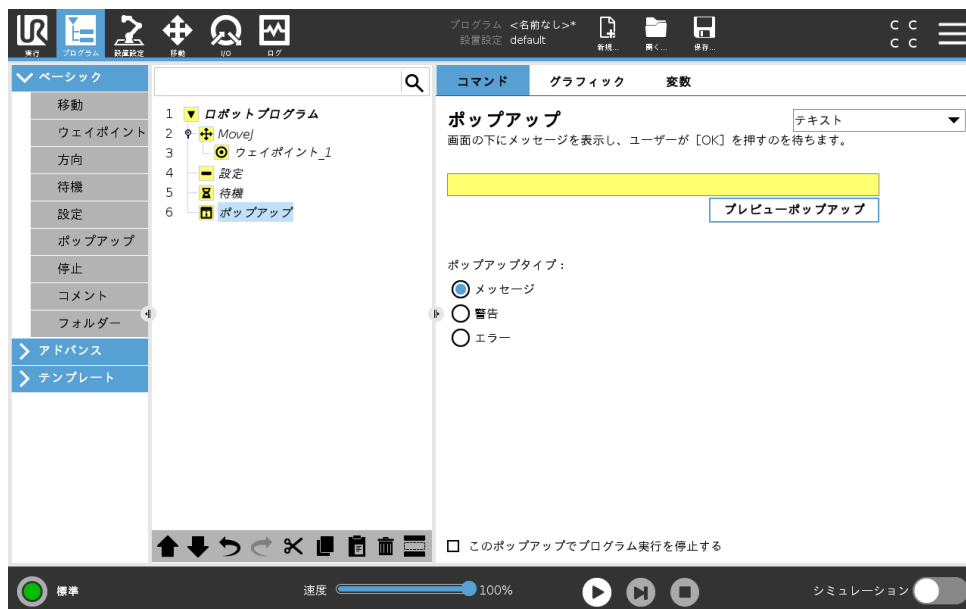 プログラム <名前なし>*
設置設定 default
実行
プログラム
設置設定
移動
I/O
ログ
新規...
開く...
保存...
C C
C C
ベーシック
移動
ウェイポイント
方向
待機
設定
ポップアップ
停止
コメント
フォルダー
アドバンス
テンプレート
1 ロボットプログラム
2 MoveJ
3 ウェイポイント_1
4 設定
5 待機
6 ポップアップ
コマンド グラフィック 変数
ポップアップ
テキスト
画面の下にメッセージを表示し、ユーザーが [OK] を押すのを待ちます。
プレビューポップアップ
ポップアップタイプ：
メッセージ
警告
エラー
このポップアップでプログラム実行を停止する
標準
速度 100%
シミュレーション